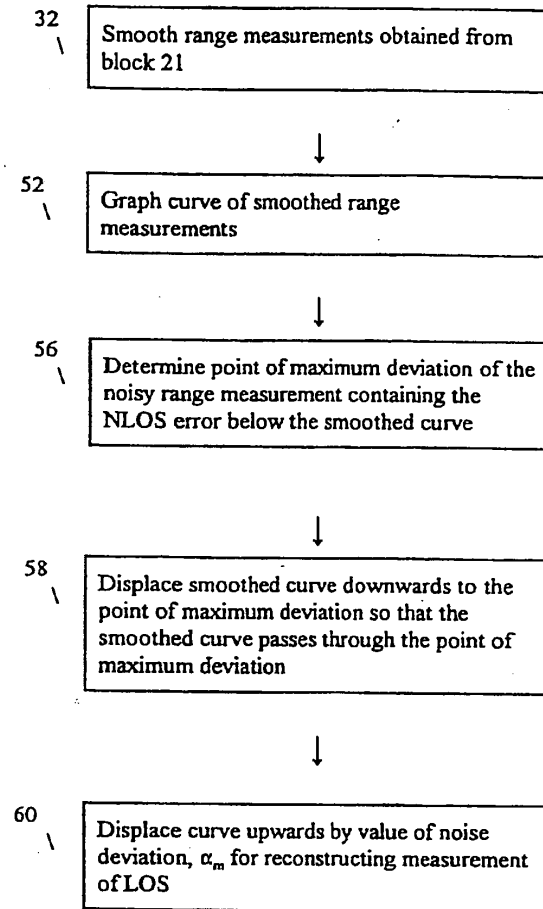 32
Smooth range measurements obtained from
block 21
52
Graph curve of smoothed range
measurements
56
Determine point of maximum deviation of the
noisy range measurement containing the
NLOS error below the smoothed curve
58
Displace smoothed curve downwards to the
point of maximum deviation so that the
smoothed curve passes through the point of
maximum deviation
60
Displace curve upwards by value of noise
deviation, αm for reconstructing measurement
of LOS